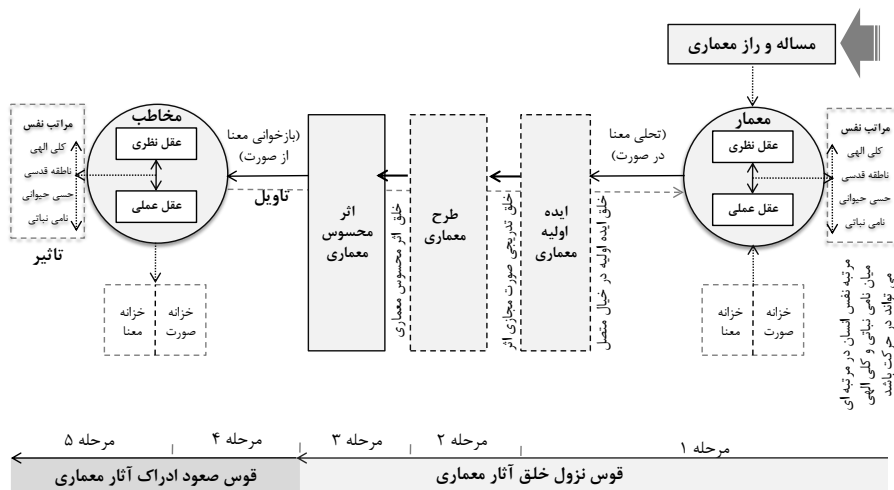 مساله و راز معماری
معمار
عقل نظری
عقل عملی
مراتب نفس
کلی الهی
ناطقه قدسی
حسی حیوانی
نامی نباتی
خزانه
صورت
خزانه
معنا
مرتبه نفس انسان در مرتبه ای
میان نامی نباتی و کلی الهی
می تواند در حرکت باشد
(تجلی معنا
در صورت)
خلق ایده اولیه در خیال متصل
ایده
اولیه
معماری
خلق تدریجی صورت مجازی اثر
طرح
معماری
خلق اثر محسوس معماری
اثر
محسوس
معماری
(بازخوانی معنا
از صورت)
تاویل
مخاطب
عقل نظری
عقل عملی
مراتب نفس
کلی الهی
ناطقه قدسی
حسی حیوانی
نامی نباتی
تاثیر
خزانه
صورت
خزانه
معنا
مرحله ۱
مرحله ۲
مرحله ۳
مرحله ۴
مرحله ۵
قوس نزول خلق آثار معماری
قوس صعود ادراک آثار معماری